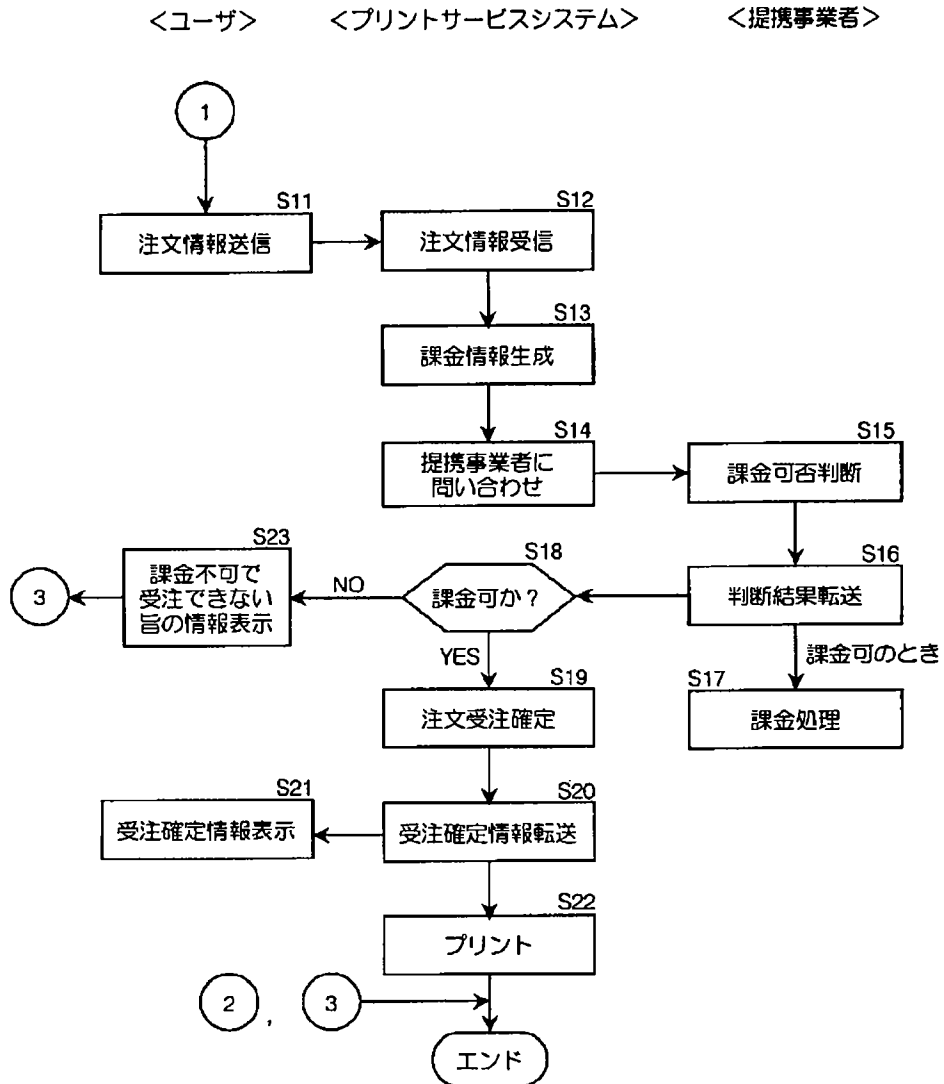 <ユーザ> <プリントサービスシステム> <提携事業者>
1
S11
注文情報送信
S12
注文情報受信
S13
課金情報生成
S14
提携事業者に
問い合わせ
S15
課金可否判断
S16
判断結果転送
課金可のとき
S17
課金処理
S18
課金可か?
NO
YES
S23
課金不可で
受注できない
旨の情報表示
3
S19
注文受注確定
S20
受注確定情報転送
S21
受注確定情報表示
S22
プリント
2 , 3
エンド